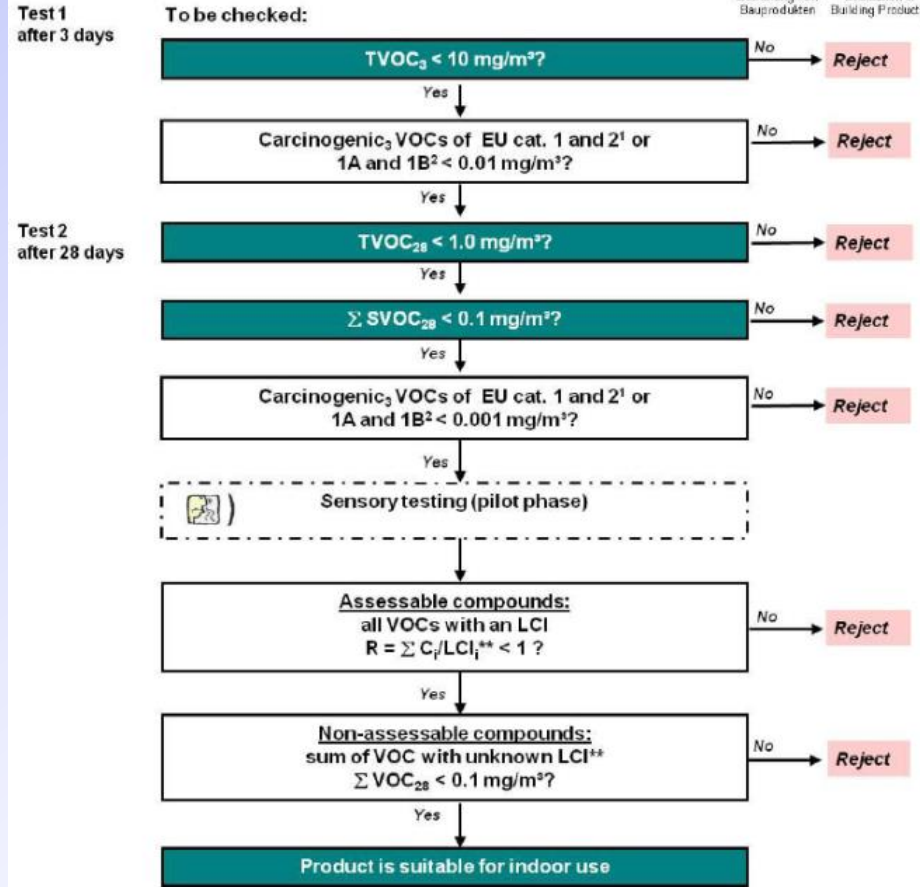 Bauprodukten Building Product
Test 1
after 3 days
To be checked:
TVOC₃ < 10 mg/m³?
No
Reject
Yes
Carcinogenic₃ VOCs of EU cat. 1 and 2¹ or
1A and 1B² < 0.01 mg/m³?
No
Reject
Yes
Test 2
after 28 days
TVOC₂₈ < 1.0 mg/m³?
No
Reject
Yes
Σ SVOC₂₈ < 0.1 mg/m³?
No
Reject
Yes
Carcinogenic₃ VOCs of EU cat. 1 and 2¹ or
1A and 1B² < 0.001 mg/m³?
No
Reject
Yes
Sensory testing (pilot phase)
Assessable compounds:
all VOCs with an LCI
R = Σ Cᵢ/LCIᵢ** < 1 ?
No
Reject
Yes
Non-assessable compounds:
sum of VOC with unknown LCI**
Σ VOC₂₈ < 0.1 mg/m³?
No
Reject
Yes
Product is suitable for indoor use